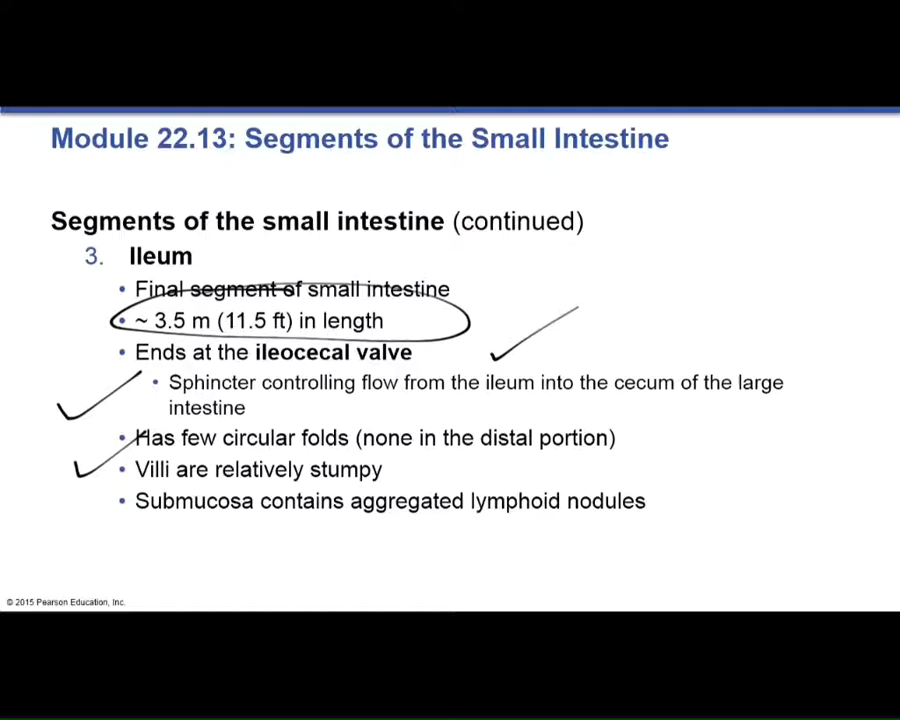 Module 22.13: Segments of the Small Intestine
Segments of the small intestine (continued)
3. Ileum
• Final segment of small intestine
• ~ 3.5 m (11.5 ft) in length
• Ends at the ileocecal valve
• Sphincter controlling flow from the ileum into the cecum of the large
intestine
• Has few circular folds (none in the distal portion)
• Villi are relatively stumpy
• Submucosa contains aggregated lymphoid nodules
© 2015 Pearson Education, Inc.